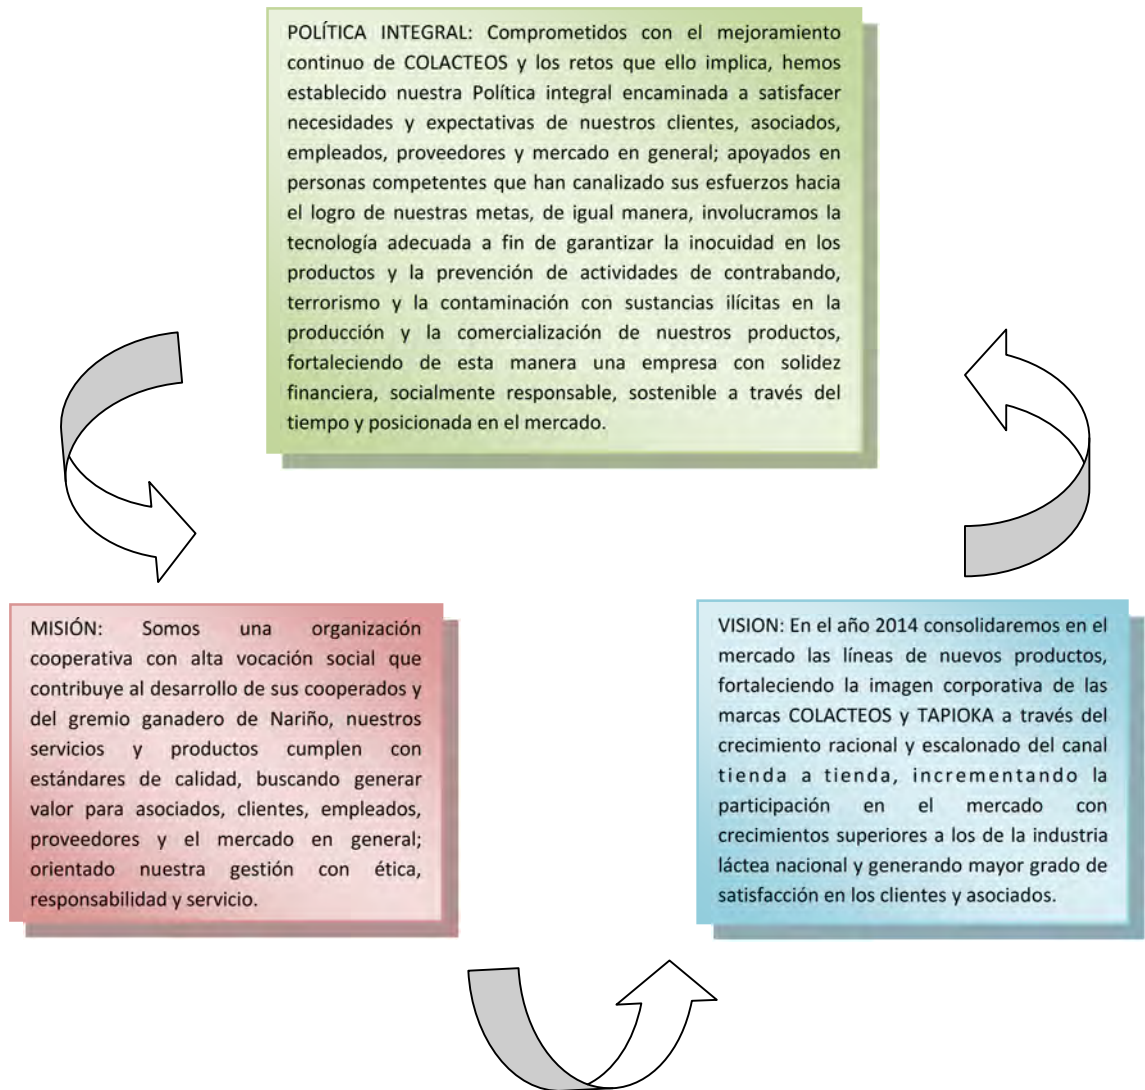 POLÍTICA INTEGRAL: Comprometidos con el mejoramiento
continuo de COLACTEOS y los retos que ello implica, hemos
establecido nuestra Política integral encaminada a satisfacer
necesidades y expectativas de nuestros clientes, asociados,
empleados, proveedores y mercado en general; apoyados en
personas competentes que han canalizado sus esfuerzos hacia
el logro de nuestras metas, de igual manera, involucramos la
tecnología adecuada a fin de garantizar la inocuidad en los
productos y la prevención de actividades de contrabando,
terrorismo y la contaminación con sustancias ilícitas en la
producción y la comercialización de nuestros productos,
fortaleciendo de esta manera una empresa con solidez
financiera, socialmente responsable, sostenible a través del
tiempo y posicionada en el mercado.
MISIÓN: Somos una organización
cooperativa con alta vocación social que
contribuye al desarrollo de sus cooperados y
del gremio ganadero de Nariño, nuestros
servicios y productos cumplen con
estándares de calidad, buscando generar
valor para asociados, clientes, empleados,
proveedores y el mercado en general;
orientado nuestra gestión con ética,
responsabilidad y servicio.
VISION: En el año 2014 consolidaremos en el
mercado las líneas de nuevos productos,
fortaleciendo la imagen corporativa de las
marcas COLACTEOS y TAPIOKA a través del
crecimiento racional y escalonado del canal
tienda a tienda, incrementando la
participación en el mercado con
crecimientos superiores a los de la industria
láctea nacional y generando mayor grado de
satisfacción en los clientes y asociados.